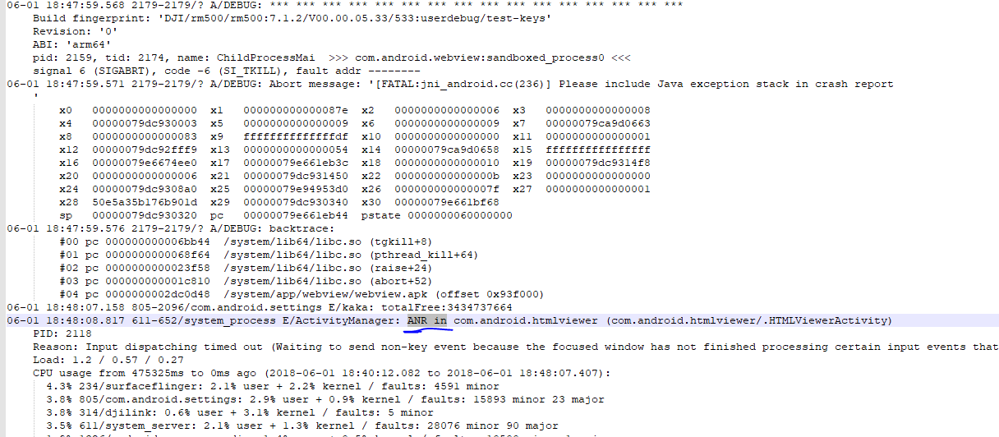 06-01 18:47:59.568 2179-2179/? A/DEBUG: *** *** *** *** *** *** *** *** *** *** *** *** *** *** *** ***
Build fingerprint: 'DJI/rm500/rm500:7.1.2/V00.00.05.33/533:userdebug/test-keys'
Revision: '0'
ABI: 'arm64'
pid: 2159, tid: 2174, name: ChildProcessMai  >>> com.android.webview:sandboxed_process0 <<<
signal 6 (SIGABRT), code -6 (SI_TKILL), fault addr --------
06-01 18:47:59.571 2179-2179/? A/DEBUG: Abort message: '[FATAL:jni_android.cc(236)] Please include Java exception stack in crash report
'
x0   0000000000000000  x1   000000000000087e  x2   0000000000000006  x3   0000000000000008
x4   00000079dc930003  x5   0000000000000009  x6   0000000000000009  x7   00000079ca9d0663
x8   0000000000000083  x9   ffffffffffffffdf  x10  0000000000000000  x11  0000000000000001
x12  00000079dc92fff9  x13  0000000000000054  x14  00000079ca9d0658  x15  ffffffffffffffff
x16  00000079e6674ee0  x17  00000079e661eb3c  x18  0000000000000010  x19  00000079dc9314f8
x20  0000000000000006  x21  00000079dc931450  x22  000000000000000b  x23  0000000000000000
x24  00000079dc9308a0  x25  00000079e94953d0  x26  000000000000007f  x27  0000000000000001
x28  50e5a35b176b901d  x29  00000079dc930340  x30  00000079e661bf68
sp   00000079dc930320  pc   00000079e661eb44  pstate 0000000060000000
06-01 18:47:59.576 2179-2179/? A/DEBUG: backtrace:
#00 pc 000000000006bb44  /system/lib64/libc.so (tgkill+8)
#01 pc 0000000000068f64  /system/lib64/libc.so (pthread_kill+64)
#02 pc 0000000000023f58  /system/lib64/libc.so (raise+24)
#03 pc 000000000001c810  /system/lib64/libc.so (abort+52)
#04 pc 0000000002dc0d48  /system/app/webview/webview.apk (offset 0x93f000)
06-01 18:48:07.158 805-2096/com.android.settings E/kaka: totalFree:3434737664
06-01 18:48:08.817 611-652/system_process E/ActivityManager: ANR in com.android.htmlviewer (com.android.htmlviewer/.HTMLViewerActivity)
PID: 2118
Reason: Input dispatching timed out (Waiting to send non-key event because the focused window has not finished processing certain input events that
Load: 1.2 / 0.57 / 0.27
CPU usage from 475325ms to 0ms ago (2018-06-01 18:40:12.082 to 2018-06-01 18:48:07.407):
4.3% 234/surfaceflinger: 2.1% user + 2.2% kernel / faults: 4591 minor
3.8% 805/com.android.settings: 2.9% user + 0.9% kernel / faults: 15893 minor 23 major
3.8% 314/djilink: 0.6% user + 3.1% kernel / faults: 5 minor
3.5% 611/system_server: 2.1% user + 1.3% kernel / faults: 28076 minor 90 major